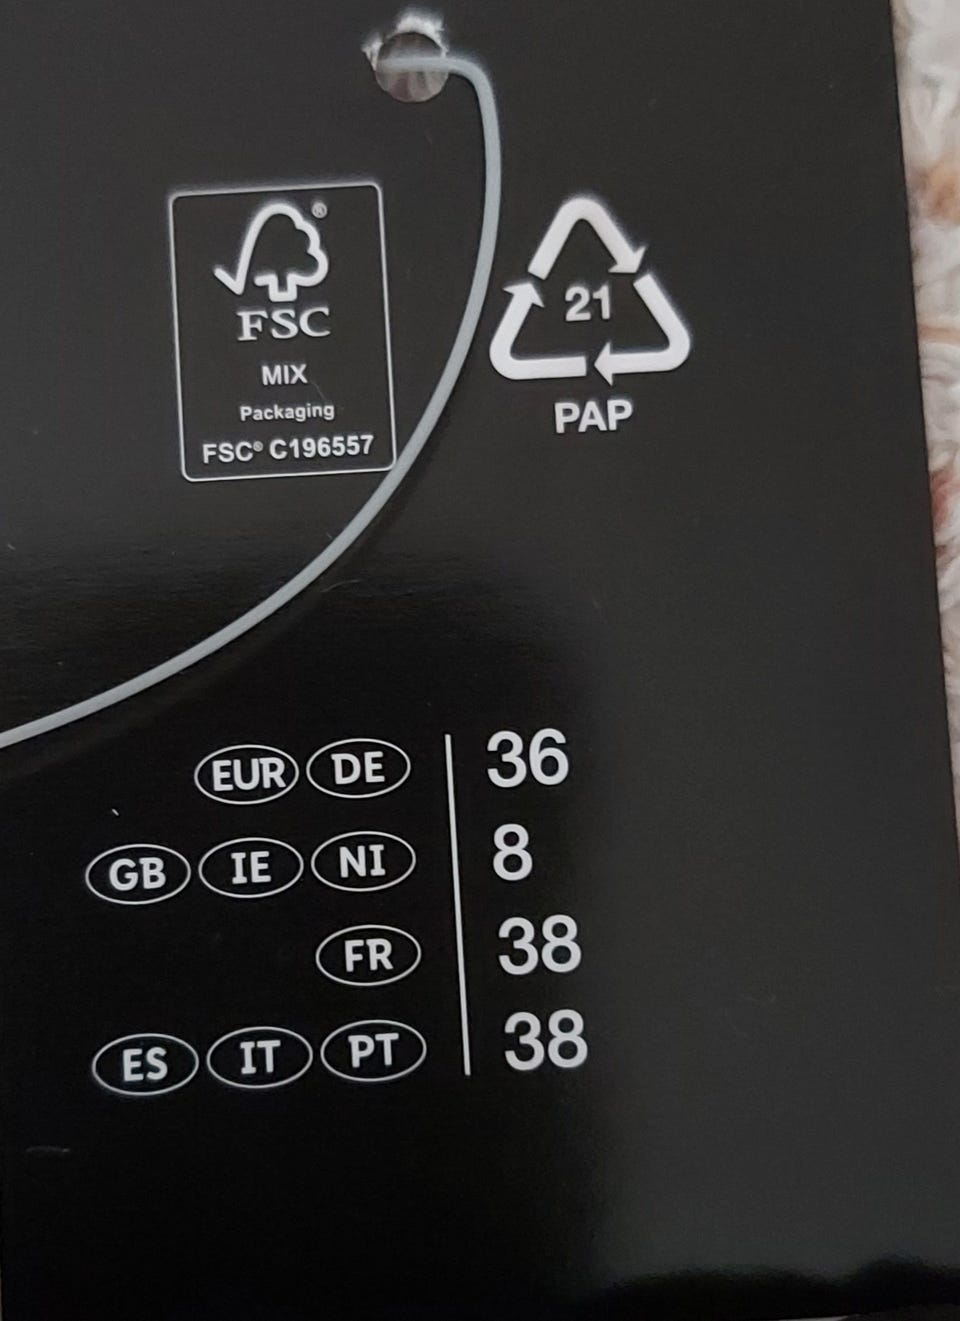 FSC®
MIX
Packaging
FSC® C196557
21
PAP
EUR DE 36
GB IE NI 8
FR 38
ES IT PT 38